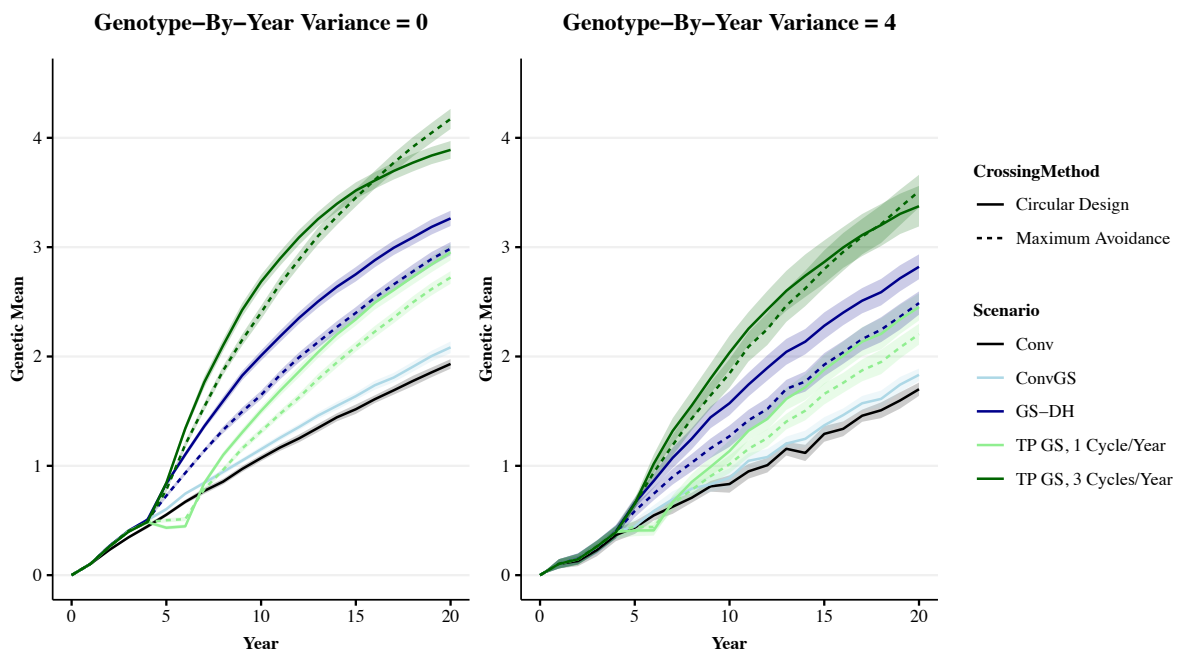 Genotype−By−Year Variance = 0
Genotype−By−Year Variance = 4
Genetic Mean
4
3
2
1
0
0 5 10 15 20
Year
Genetic Mean
4
3
2
1
0
0 5 10 15 20
Year
CrossingMethod
Circular Design
Maximum Avoidance
Scenario
Conv
ConvGS
GS−DH
TP GS, 1 Cycle/Year
TP GS, 3 Cycles/Year